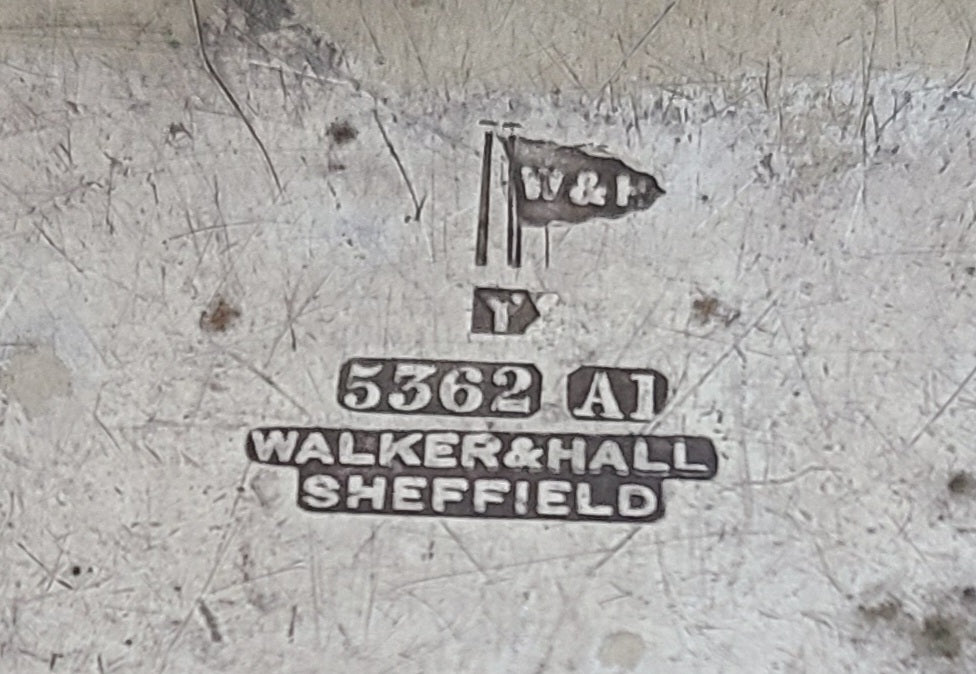 W&H
Y
5362 A1
WALKER&HALL
SHEFFIELD